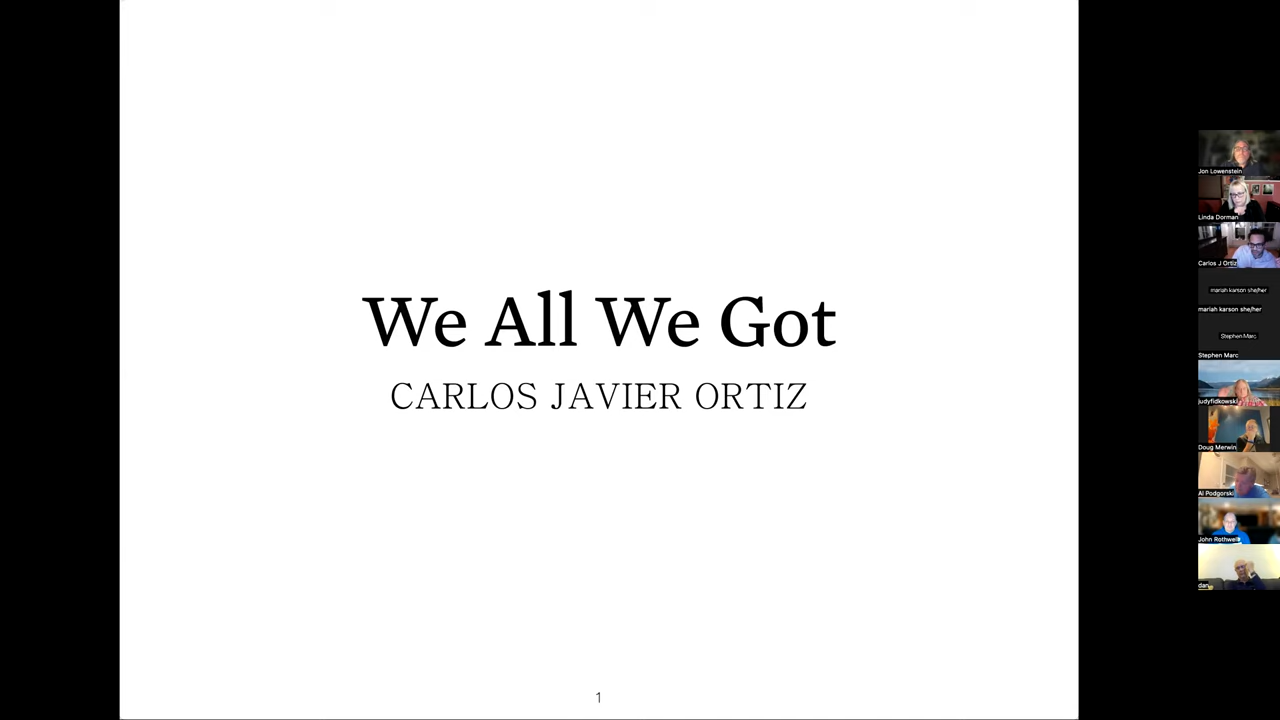 We All We Got
CARLOS JAVIER ORTIZ
1
Jon Lowenstein
Linda Dorman
Carlos J Ortiz
mariah karson she/her
mariah karson she/her
Stephen Marc
Stephen Marc
judyfidkowski
Doug Merwin
Al Podgorski
John Rothwell
dan